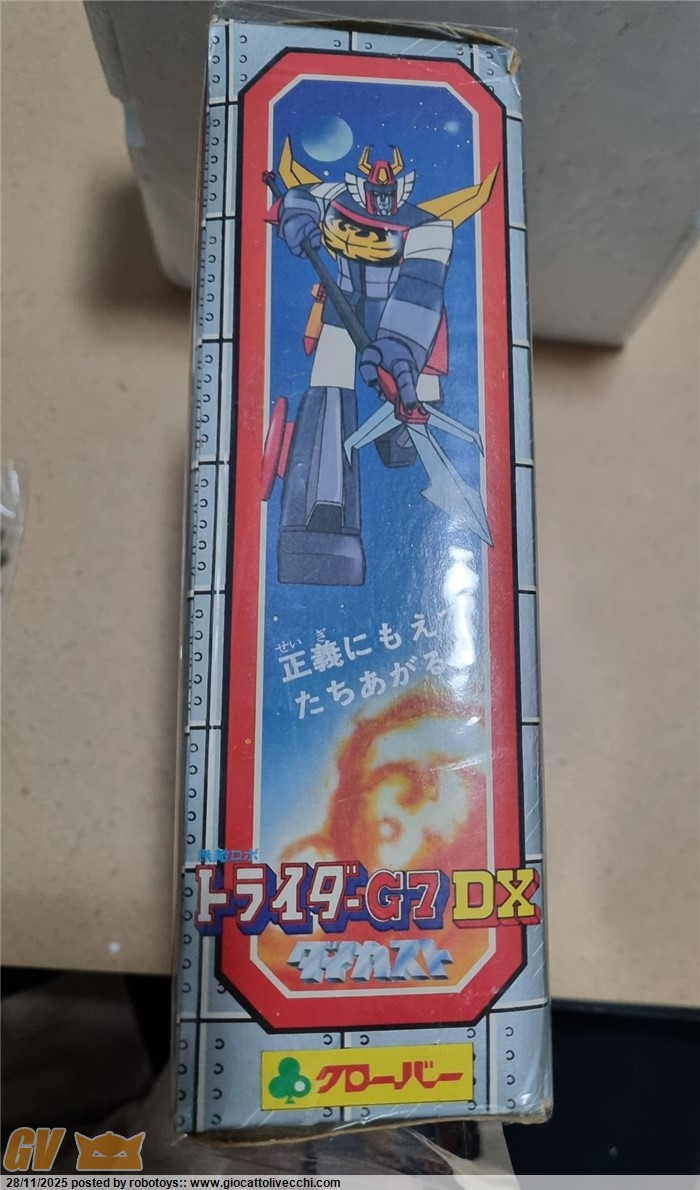 せいぎ
正義にもえて
たちあがる
無敵ロボ
トライダーG7 DX
ダイカスト
クローバー
GV
28/11/2025 posted by robotoys:: www.giocattolivecchi.com